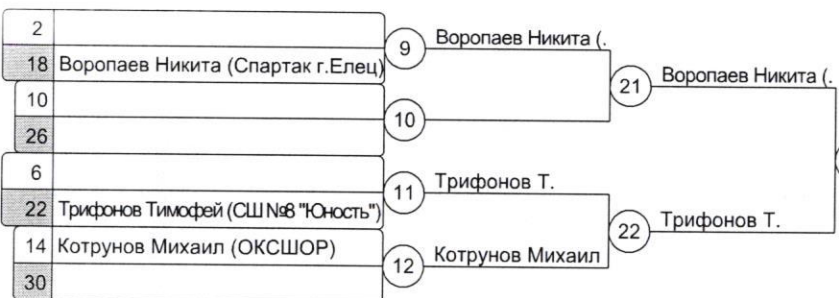 2
9 Воропаев Никита (.
18 Воропаев Никита (Спартак г.Елец)
21 Воропаев Никита (.
10
10
26
6
11 Трифонов Т.
22 Трифонов Тимофей (СШ №8 "Юность")
22 Трифонов Т.
14 Котрунов Михаил (ОКСШОР)
12 Котрунов Михаил
30